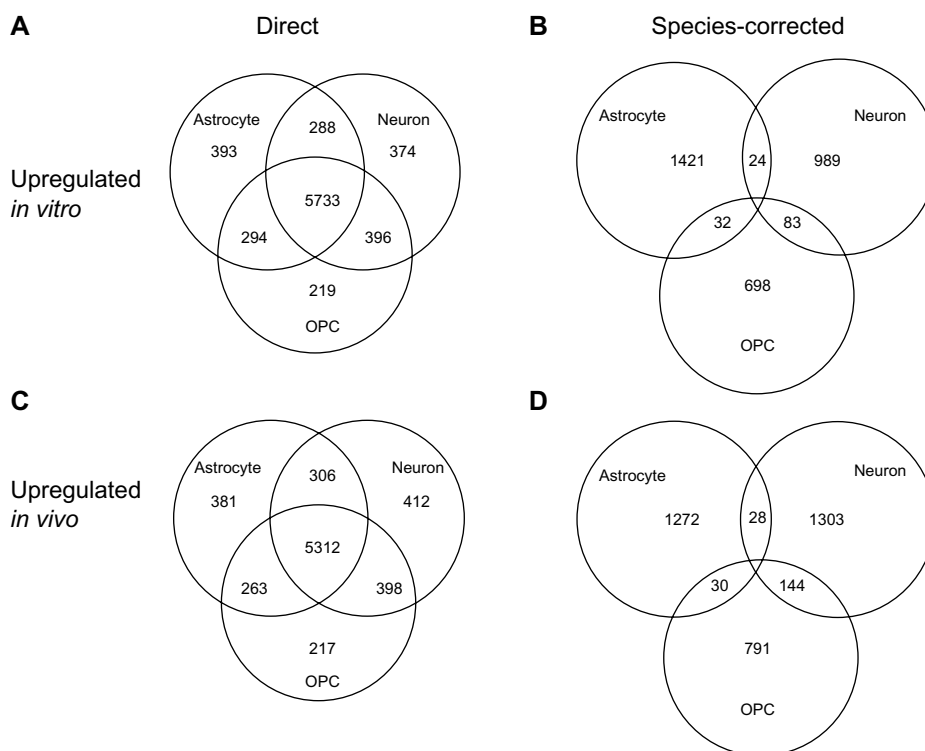 A Direct
Astrocyte
393
288
Neuron
374
Upregulated
in vitro
5733
294
396
219
OPC
B Species-corrected
Astrocyte
Neuron
1421
24
989
32
83
698
OPC
C
Astrocyte
381
306
Neuron
412
Upregulated
in vivo
5312
263
398
217
OPC
D
Astrocyte
Neuron
1272
28
1303
30
144
791
OPC